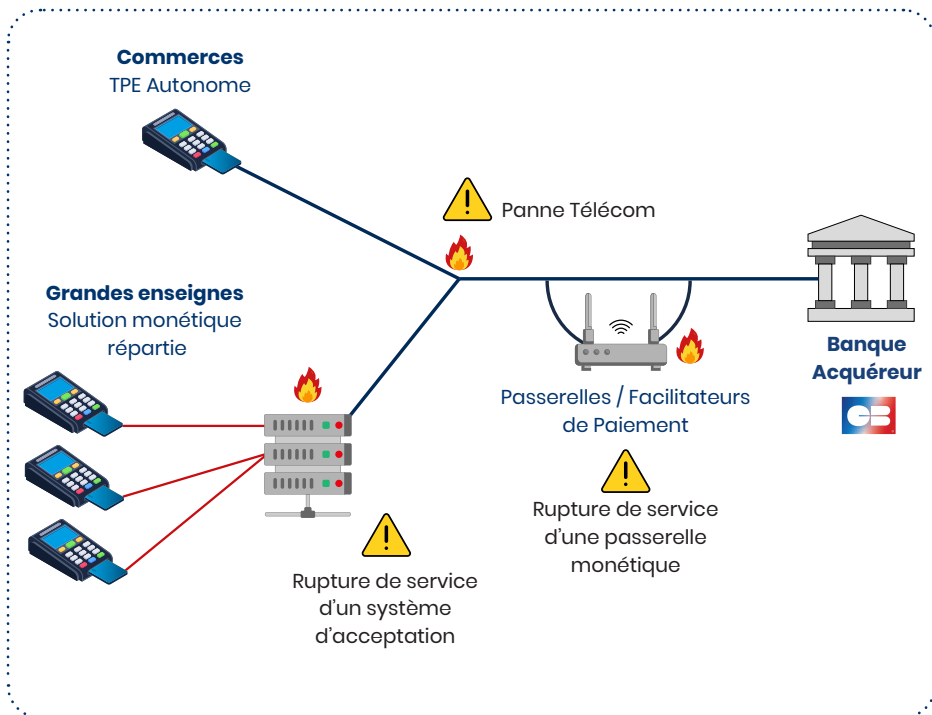 Commerces
TPE Autonome
Panne Télécom
Grandes enseignes
Solution monétique
répartie
Banque
Acquéreur
CB
Passerelles / Facilitateurs
de Paiement
Rupture de service
d'une passerelle
monétique
Rupture de service
d'un système
d'acceptation